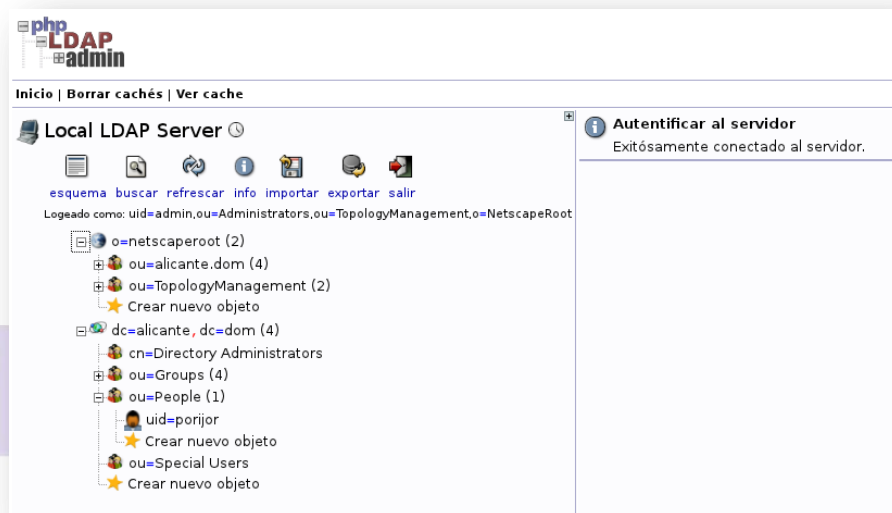 php
LDAP
admin
Inicio | Borrar cachés | Ver cache
Local LDAP Server
esquema buscar refrescar info importar exportar salir
Logeado como: uid=admin,ou=Administrators,ou=TopologyManagement,o=NetscapeRoot
o=netscaperoot (2)
ou=alicante.dom (4)
ou=TopologyManagement (2)
Crear nuevo objeto
dc=alicante, dc=dom (4)
cn=Directory Administrators
ou=Groups (4)
ou=People (1)
uid=porijor
Crear nuevo objeto
ou=Special Users
Crear nuevo objeto
Autentificar al servidor
Exitósamente conectado al servidor.